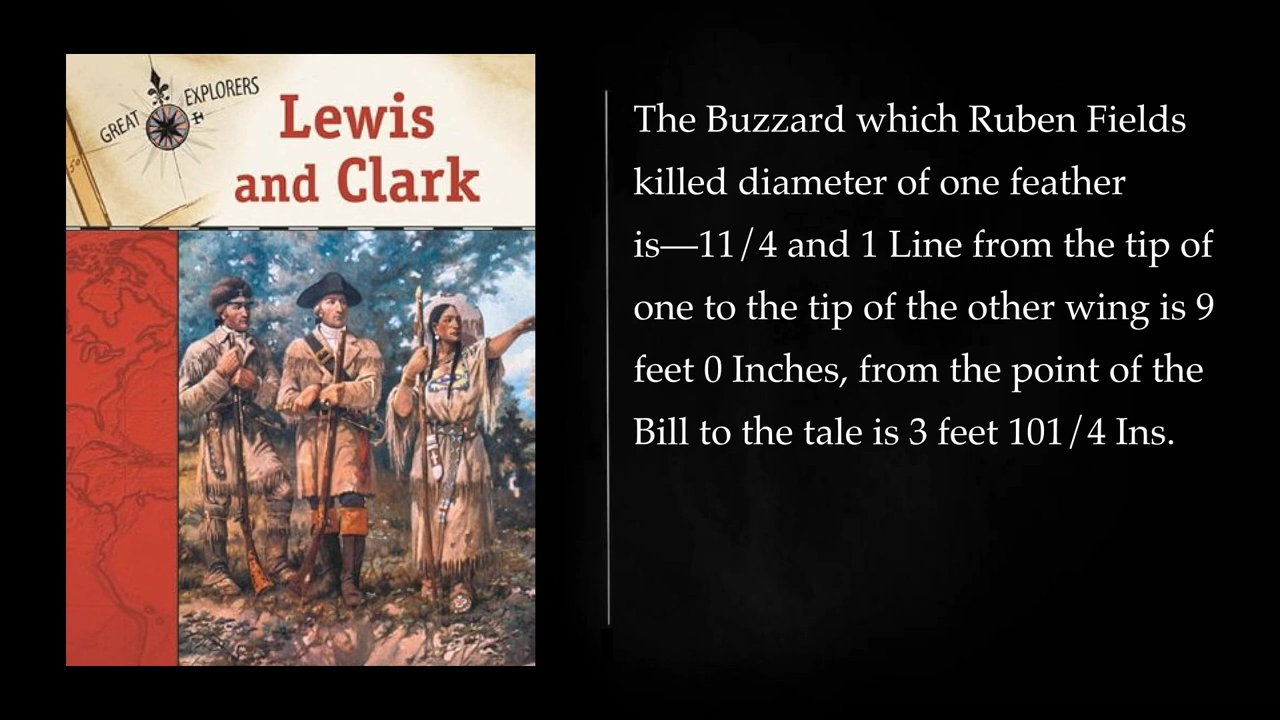 GREAT EXPLORERS
Lewis
and Clark
50
The Buzzard which Ruben Fields
killed diameter of one feather
is—11/4 and 1 Line from the tip of
one to the tip of the other wing is 9
feet 0 Inches, from the point of the
Bill to the tale is 3 feet 101/4 Ins.